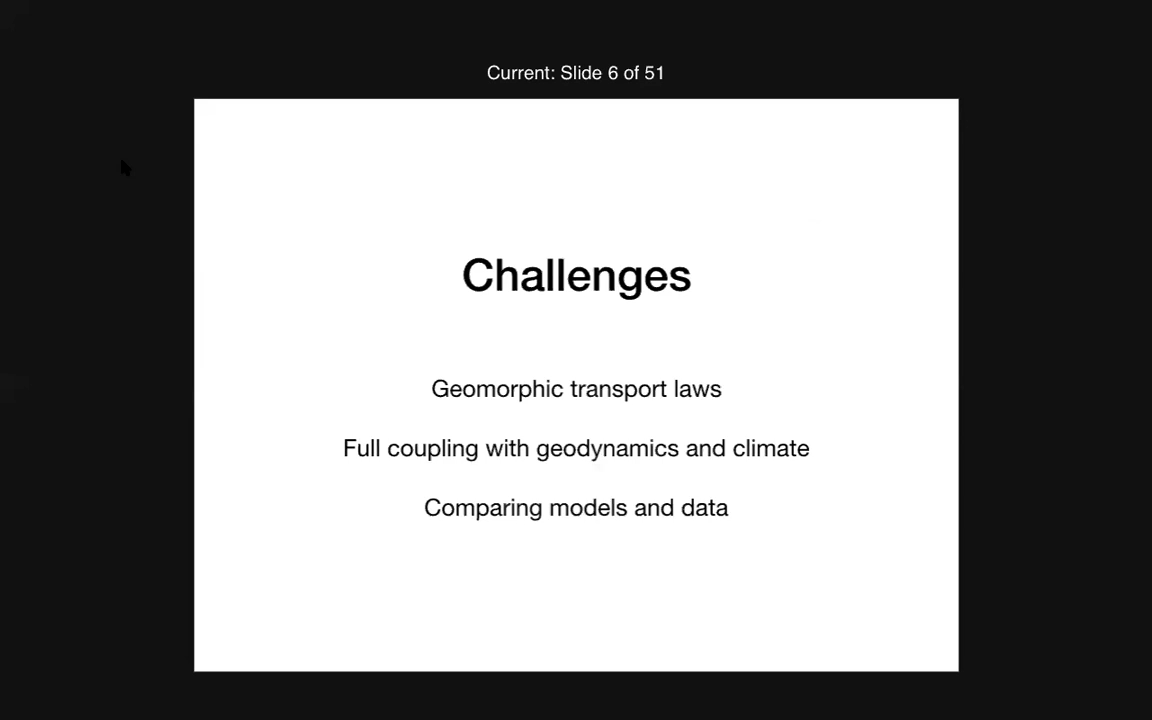 Current: Slide 6 of 51
Challenges
Geomorphic transport laws
Full coupling with geodynamics and climate
Comparing models and data